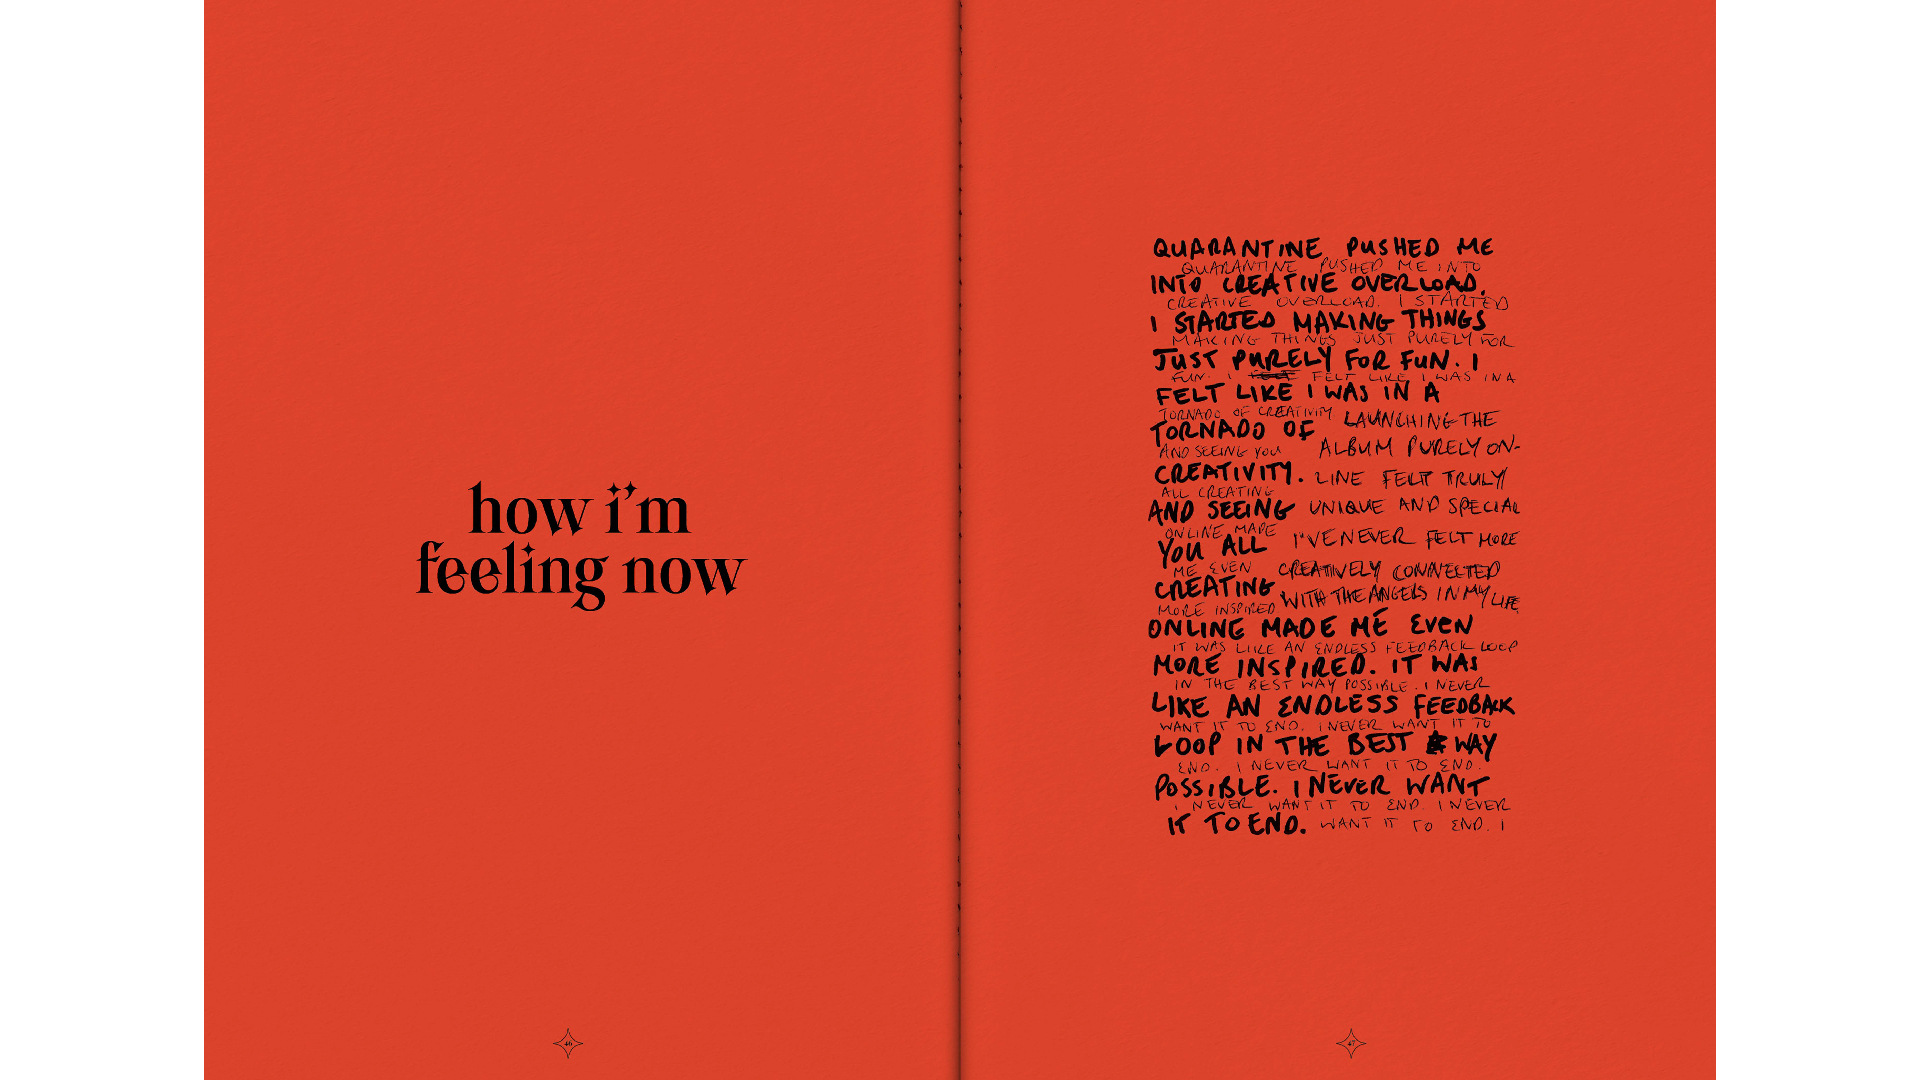 how i'm
feeling now
46
QUARANTINE PUSHED ME
QUARANTINE PUSHED ME INTO
INTO CREATIVE OVERLOAD.
CREATIVE OVERLOAD. I STARTED
I STARTED MAKING THINGS
MAKING THINGS JUST PURELY FOR
JUST PURELY FOR FUN. I
FUN. I FELT LIKE I WAS IN A
FELT LIKE I WAS IN A
TORNADO OF CREATIVITY
TORNADO OF
AND SEEING YOU
CREATIVITY.
ALL CREATING
AND SEEING
ONLINE MADE
YOU ALL
ME EVEN
CREATING
MORE INSPIRED
LAUNCHING THE
ALBUM PURELY ON-
LINE FELT TRULY
UNIQUE AND SPECIAL
I'VE NEVER FELT MORE
CREATIVELY CONNECTED
WITH THE ANGELS IN MY LIFE
ONLINE MADE ME EVEN
IT WAS LIKE AN ENDLESS FEEDBACK LOOP
MORE INSPIRED. IT WAS
IN THE BEST WAY POSSIBLE. I NEVER
LIKE AN ENDLESS FEEDBACK
WANT IT TO END. I NEVER WANT IT TO
LOOP IN THE BEST WAY
END. I NEVER WANT IT TO END.
POSSIBLE. I NEVER WANT
I NEVER WANT IT TO END. I NEVER
IT TO END. WANT IT TO END. I
47